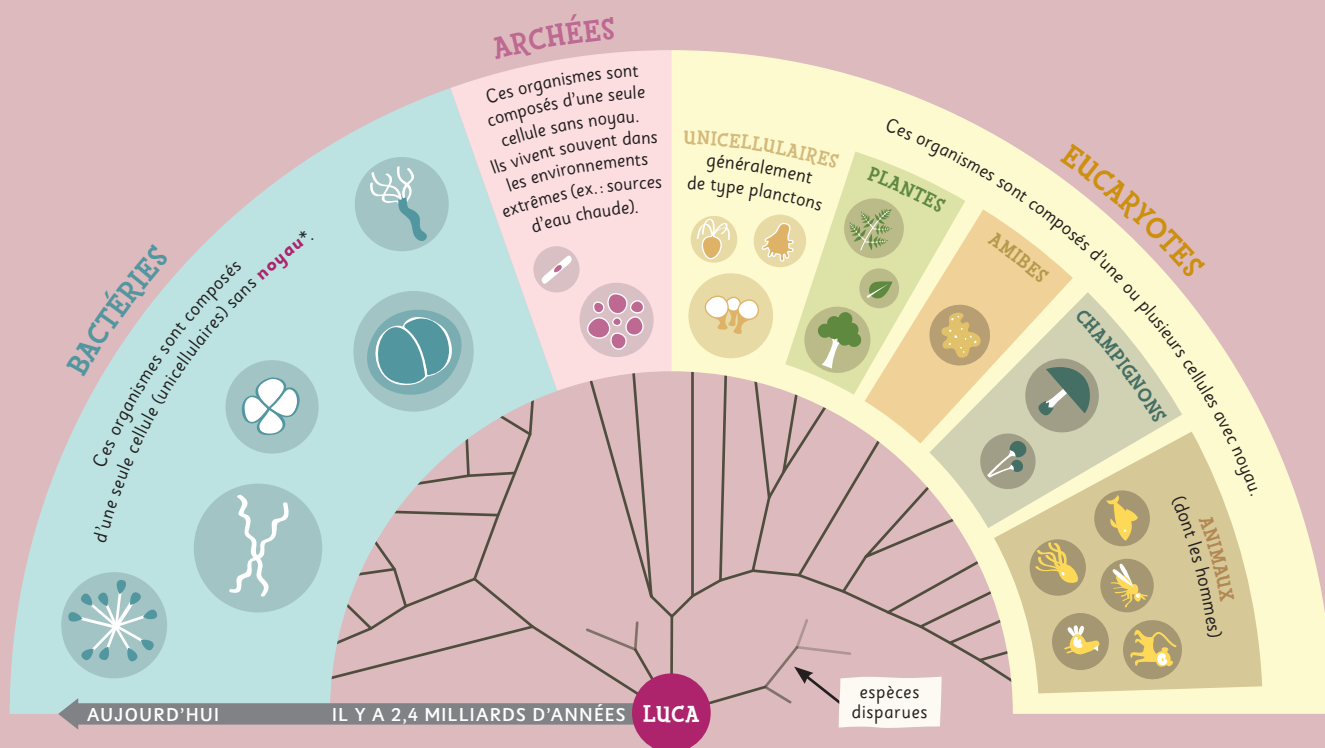 ARCHÉES
Ces organismes sont
composés d'une seule
cellule sans noyau.
Ils vivent souvent dans
les environnements
extrêmes (ex. : sources
d'eau chaude).
BACTÉRIES
Ces organismes sont composés
d'une seule cellule (unicellulaires) sans noyau*.
EUCARYOTES
Ces organismes sont composés d'une ou plusieurs cellules avec noyau.
UNICELLULAIRES
généralement
de type planctons
PLANTES
AMIBES
CHAMPIGNONS
ANIMAUX
(dont les hommes)
espèces
disparues
AUJOURD'HUI
IL Y A 2,4 MILLIARDS D'ANNÉES
LUCA